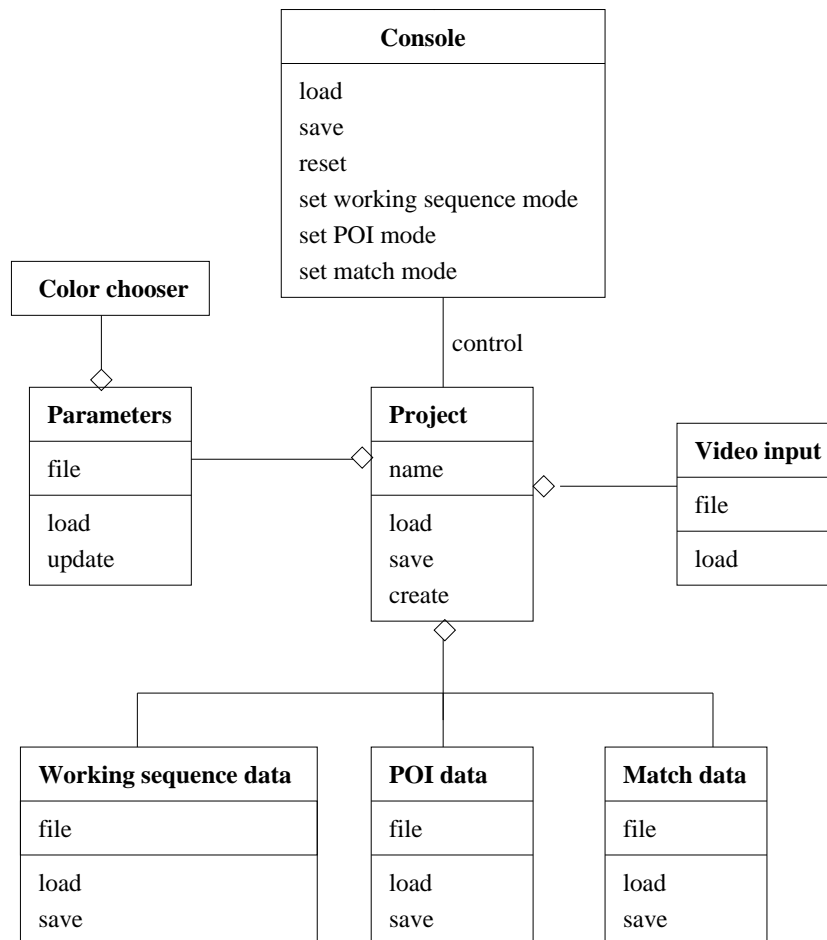 Console
load
save
reset
set working sequence mode
set POI mode
set match mode
Color chooser
control
Parameters
file
load
update
Project
name
load
save
create
Video input
file
load
Working sequence data
file
load
save
POI data
file
load
save
Match data
file
load
save